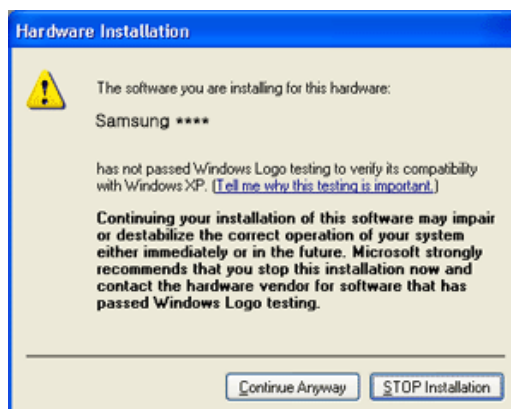 Hardware Installation
The software you are installing for this hardware:
Samsung ****
has not passed Windows Logo testing to verify its compatibility
with Windows XP. (Tell me why this testing is important.)
Continuing your installation of this software may impair
or destabilize the correct operation of your system
either immediately or in the future. Microsoft strongly
recommends that you stop this installation now and
contact the hardware vendor for software that has
passed Windows Logo testing.
Continue Anyway
STOP Installation